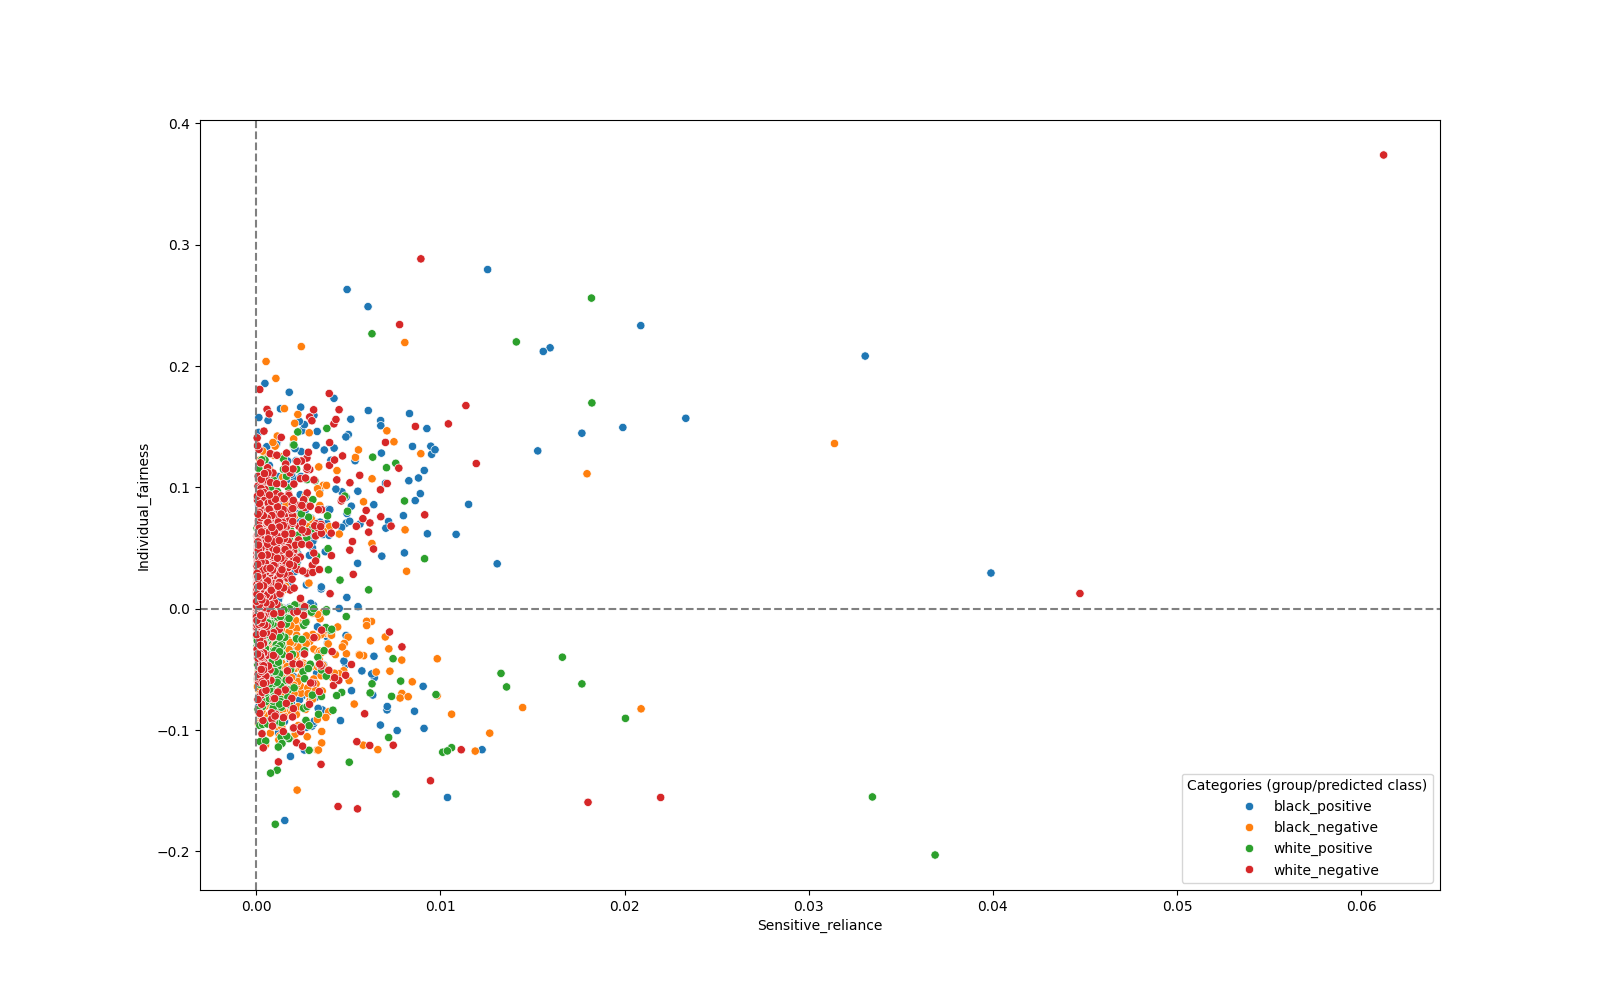 0.4
0.3
0.2
0.1
0.0
−0.1
−0.2
Individual_fairness
0.00 0.01 0.02 0.03 0.04 0.05 0.06
Sensitive_reliance
Categories (group/predicted class)
black_positive
black_negative
white_positive
white_negative